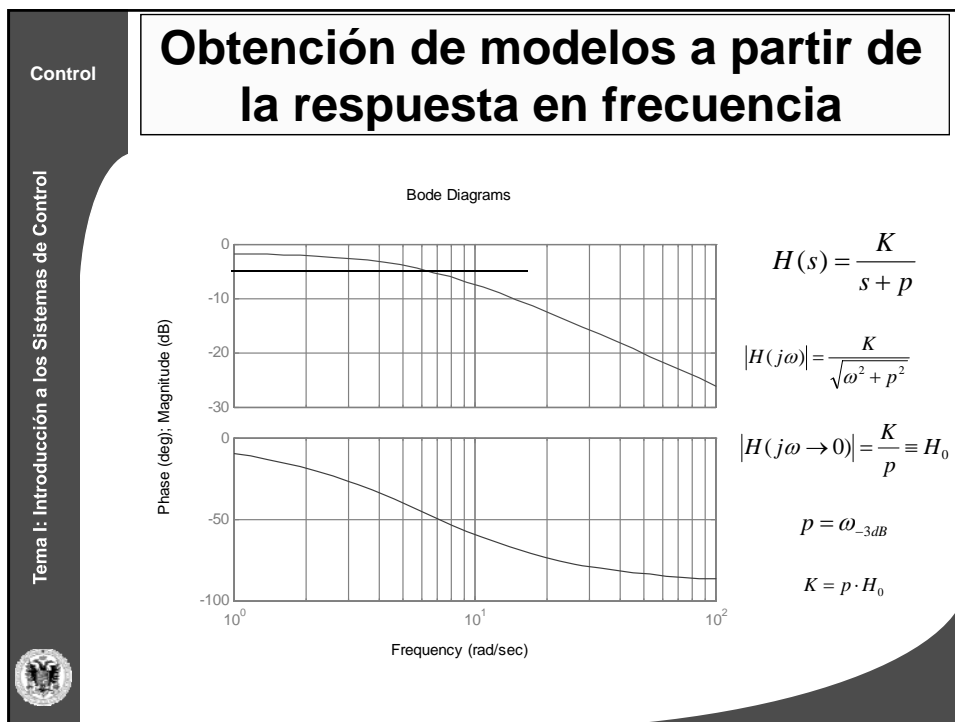 Control
Tema I: Introducción a los Sistemas de Control
Obtención de modelos a partir de
la respuesta en frecuencia
Bode Diagrams
Phase (deg); Magnitude (dB)
0
-10
-20
-30
0
-50
-100
10^0
10^1
10^2
Frequency (rad/sec)
H(s) = K / (s + p)
|H(jω)| = K / √(ω² + p²)
|H(jω → 0)| = K / p ≡ H₀
p = ω₋₃dB
K = p · H₀